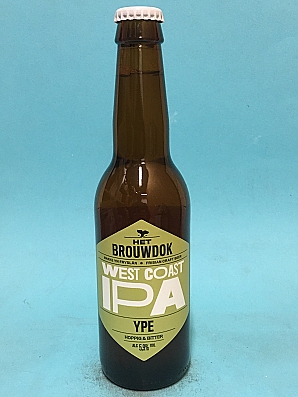 HET
BROUWDOK
WEST COAST
IPA
YPE
HOPPIG & BITTER